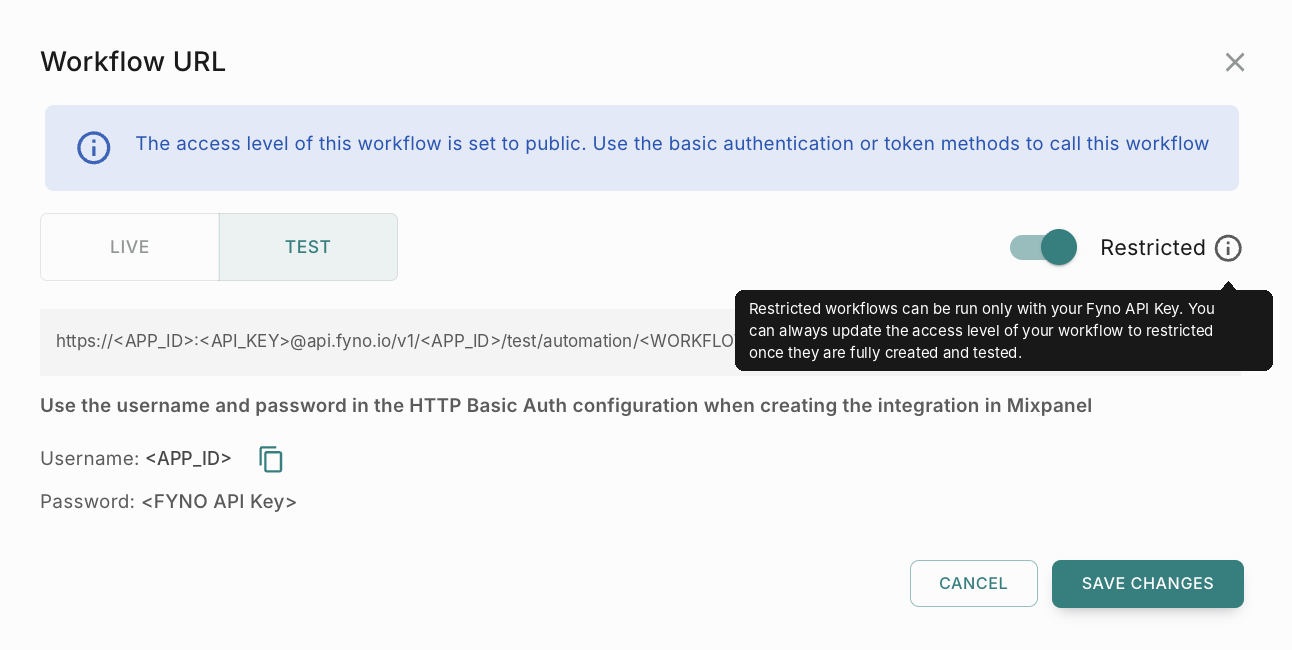 Workflow URL
The access level of this workflow is set to public. Use the basic authentication or token methods to call this workflow
LIVE
TEST
Restricted
Restricted workflows can be run only with your Fyno API Key. You
can always update the access level of your workflow to restricted
once they are fully created and tested.
https://<APP_ID>:<API_KEY>@api.fyno.io/v1/<APP_ID>/test/automation/<WORKFLO
Use the username and password in the HTTP Basic Auth configuration when creating the integration in Mixpanel
Username: <APP_ID>
Password: <FYNO API Key>
CANCEL
SAVE CHANGES